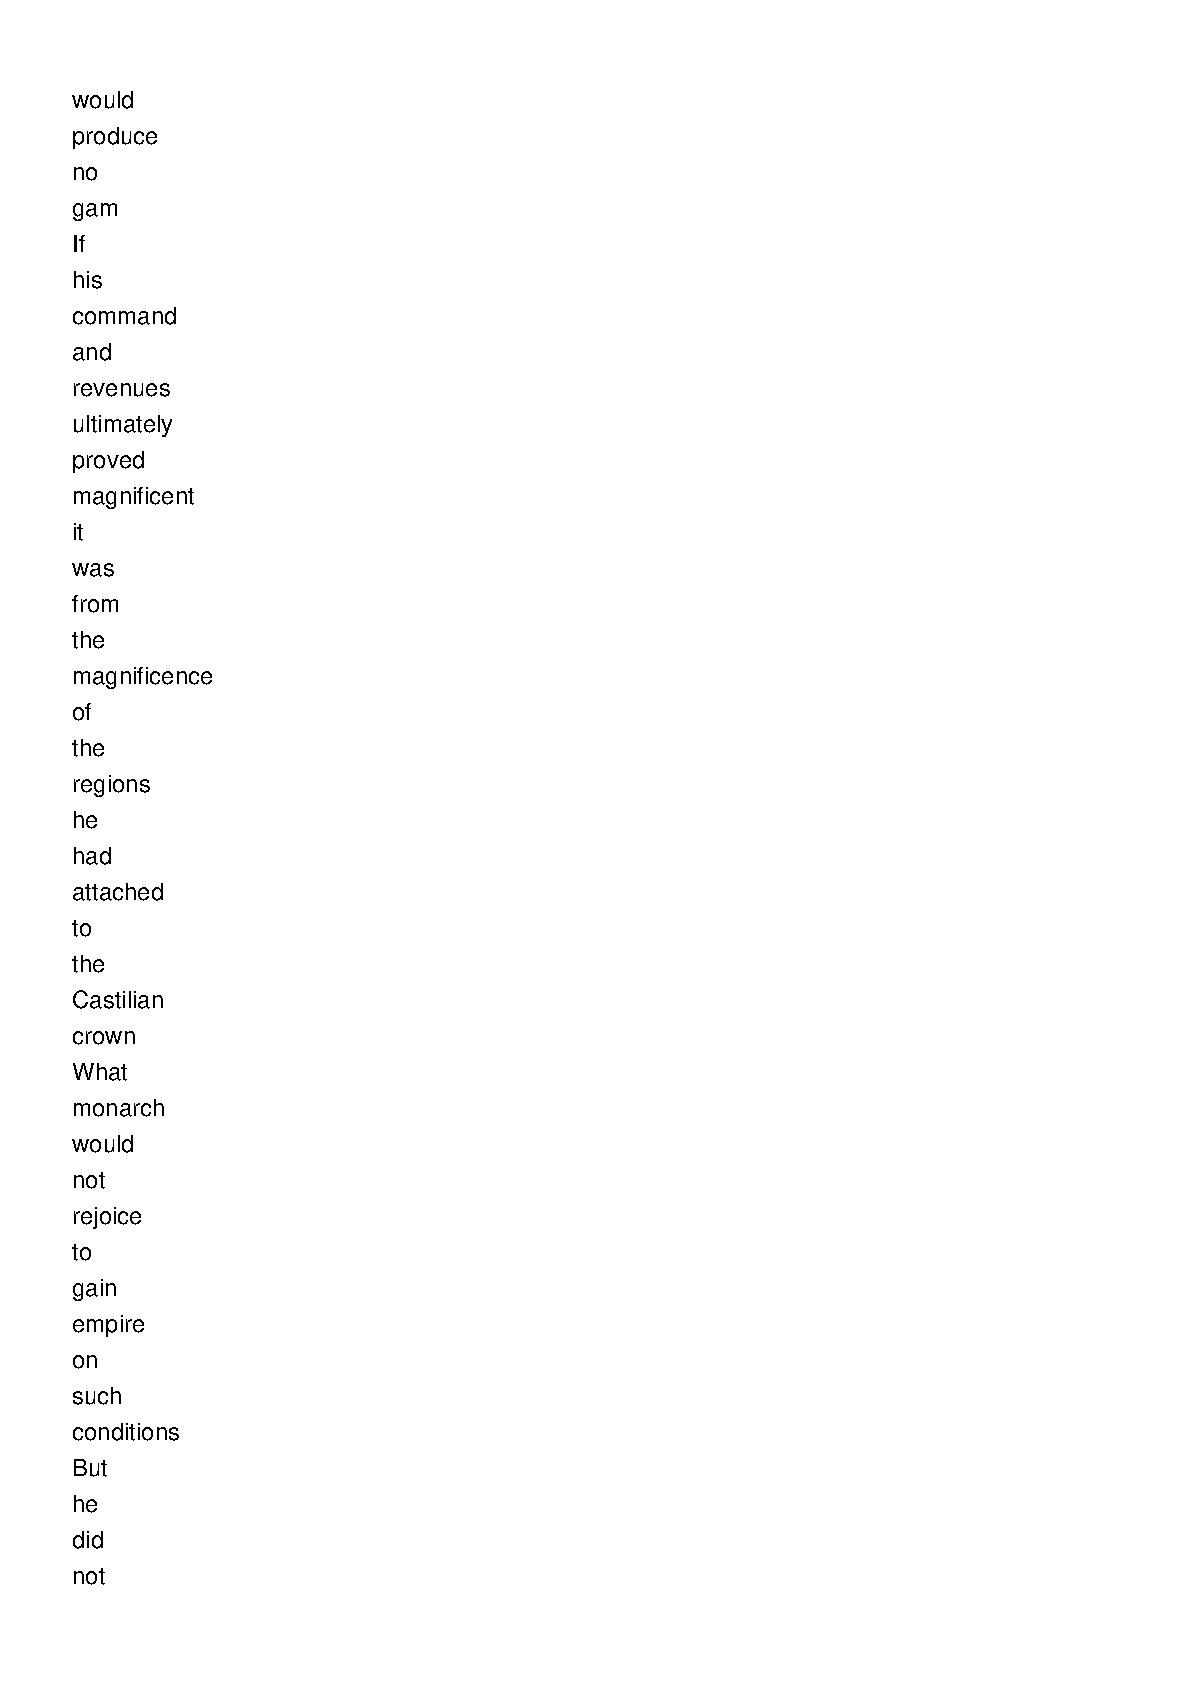 would
produce
no
gam
If
his
command
and
revenues
ultimately
proved
magnificent
it
was
from
the
magnificence
of
the
regions
he
had
attached
to
the
Castilian
crown
What
monarch
would
not
rejoice
to
gain
empire
on
such
conditions
But
he
did
not